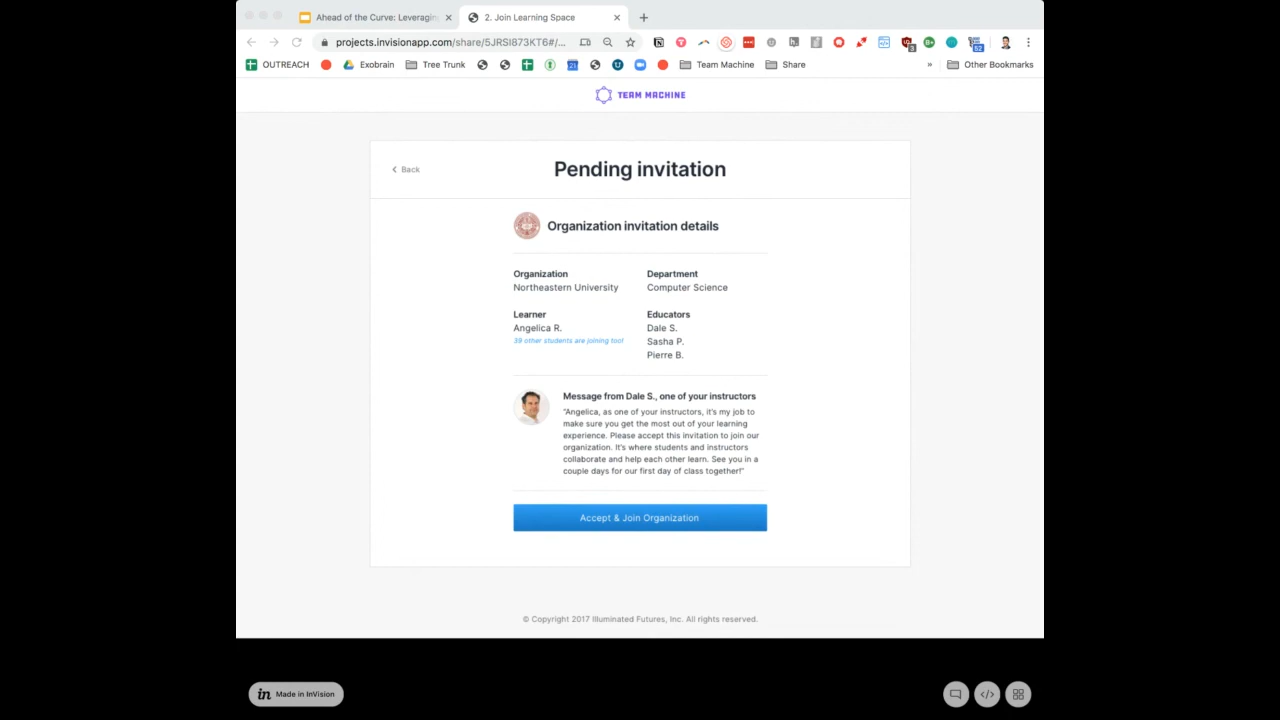 Ahead of the Curve: Leveragin
2. Join Learning Space
projects.invisionapp.com/share/5JRSI873KT6#/...
OUTREACH
Exobrain
Tree Trunk
Team Machine
Share
»
Other Bookmarks
TEAM MACHINE
Back
Pending invitation
Organization invitation details
Organization
Northeastern University
Department
Computer Science
Learner
Angelica R.
39 other students are joining too!
Educators
Dale S.
Sasha P.
Pierre B.
Message from Dale S., one of your instructors
"Angelica, as one of your instructors, it's my job to
make sure you get the most out of your learning
experience. Please accept this invitation to join our
organization. It's where students and instructors
collaborate and help each other learn. See you in a
couple days for our first day of class together!"
Accept & Join Organization
© Copyright 2017 Illuminated Futures, Inc. All rights reserved.
in Made in InVision